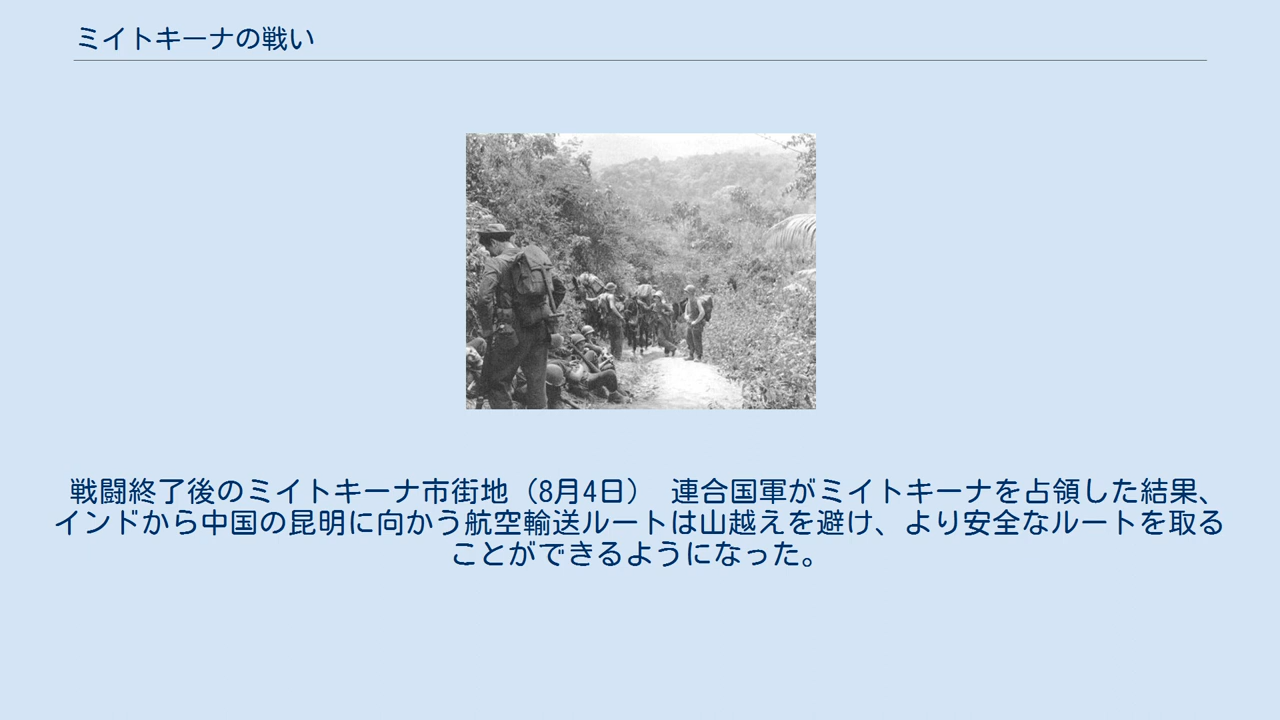 ミイトキーナの戦い
戦闘終了後のミイトキーナ市街地（8月4日）　連合国軍がミイトキーナを占領した結果、
インドから中国の昆明に向かう航空輸送ルートは山越えを避け、より安全なルートを取る
ことができるようになった。